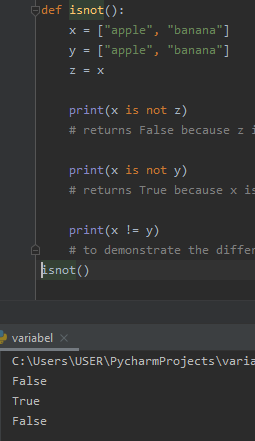 def isnot():
x = ["apple", "banana"]
y = ["apple", "banana"]
z = x
print(x is not z)
# returns False because z i
print(x is not y)
# returns True because x is
print(x != y)
# to demonstrate the differ
isnot()
variabel
C:\Users\USER\PycharmProjects\varia
False
True
False